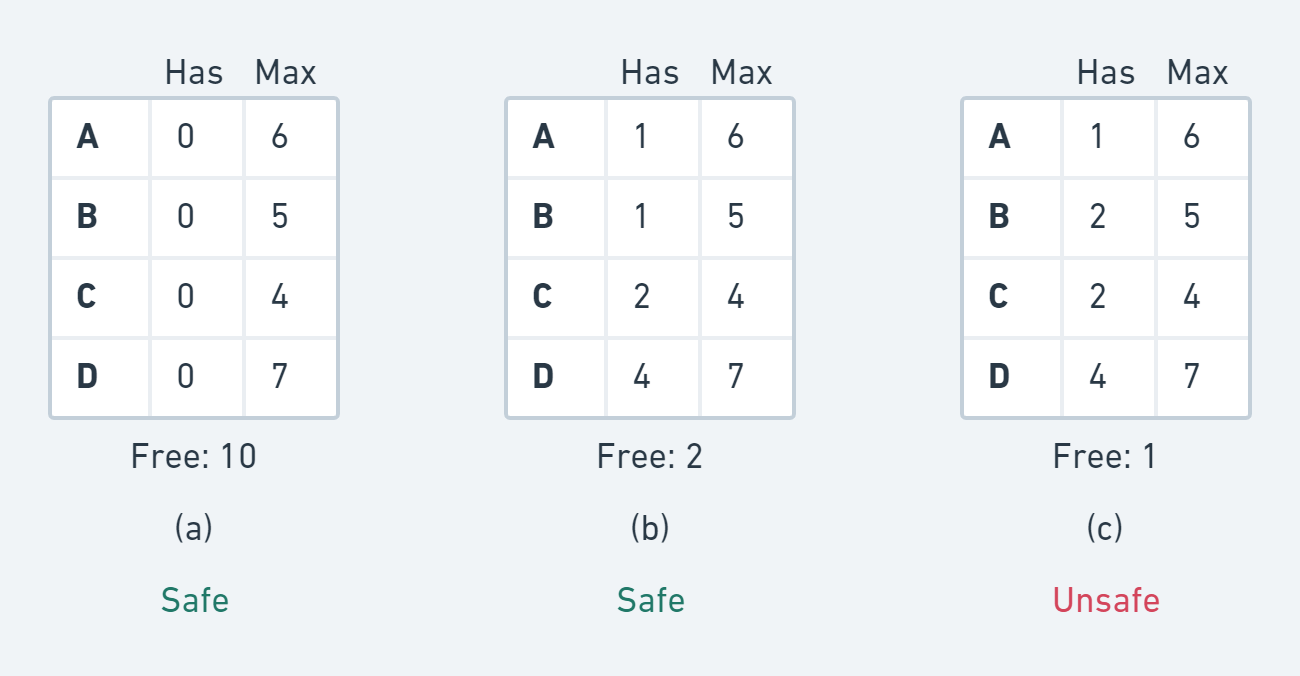 Has Max
A 0 6
B 0 5
C 0 4
D 0 7
Free: 10
(a)
Safe
Has Max
A 1 6
B 1 5
C 2 4
D 4 7
Free: 2
(b)
Safe
Has Max
A 1 6
B 2 5
C 2 4
D 4 7
Free: 1
(c)
Unsafe